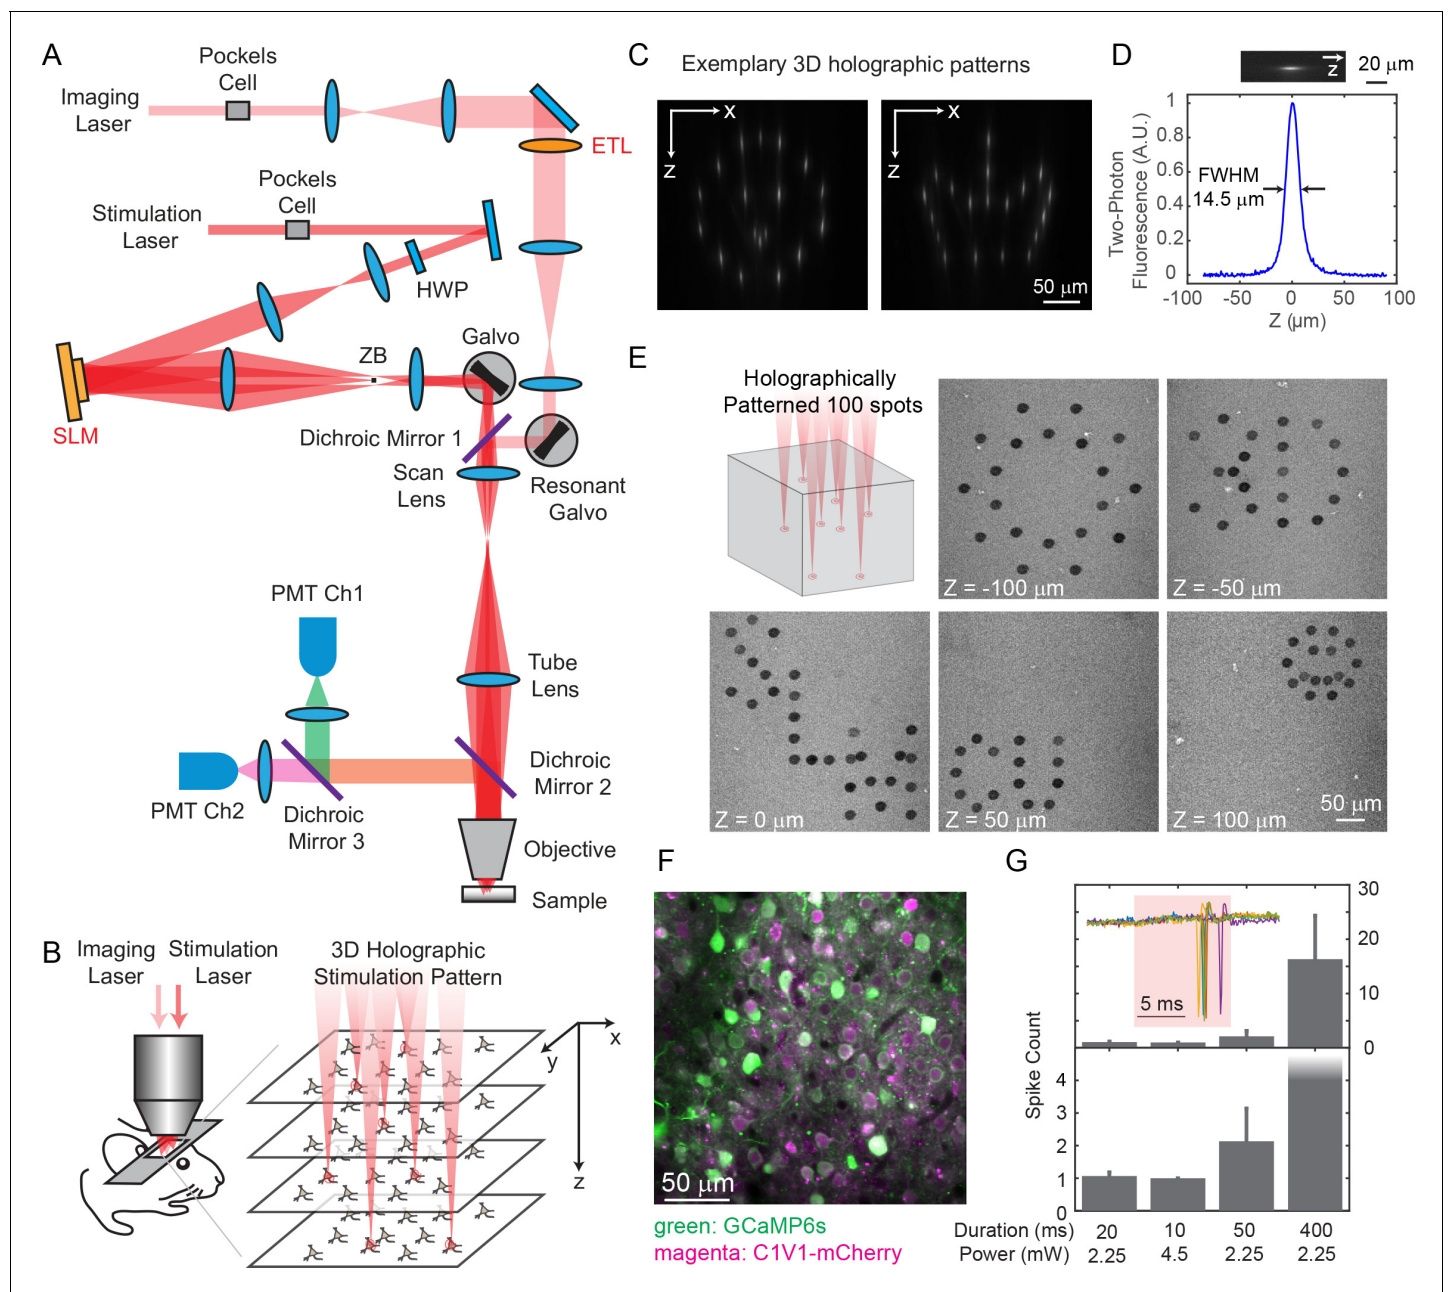 A
Pockels
Cell
Imaging
Laser
ETL
Pockels
Cell
Stimulation
Laser
HWP
Galvo
ZB
SLM
Dichroic Mirror 1
Scan
Lens
Resonant
Galvo
PMT Ch1
Tube
Lens
PMT Ch2
Dichroic
Mirror 3
Dichroic
Mirror 2
Objective
Sample
B
Imaging
Laser
Stimulation
Laser
3D Holographic
Stimulation Pattern
x
y
z
C
Exemplary 3D holographic patterns
x
z
x
z
50 μm
D
z
20 μm
Two-Photon
Fluorescence (A.U.)
1
0.8
0.6
0.4
0.2
0
FWHM
14.5 μm
-100
-50
0
50
100
Z (μm)
E
Holographically
Patterned 100 spots
Z = -100 μm
Z = -50 μm
Z = 0 μm
Z = 50 μm
Z = 100 μm
50 μm
F
50 μm
green: GCaMP6s
magenta: C1V1-mCherry
G
5 ms
30
20
10
0
Spike Count
4
3
2
1
0
Duration (ms) 20 10 50 400
Power (mW) 2.25 4.5 2.25 2.25